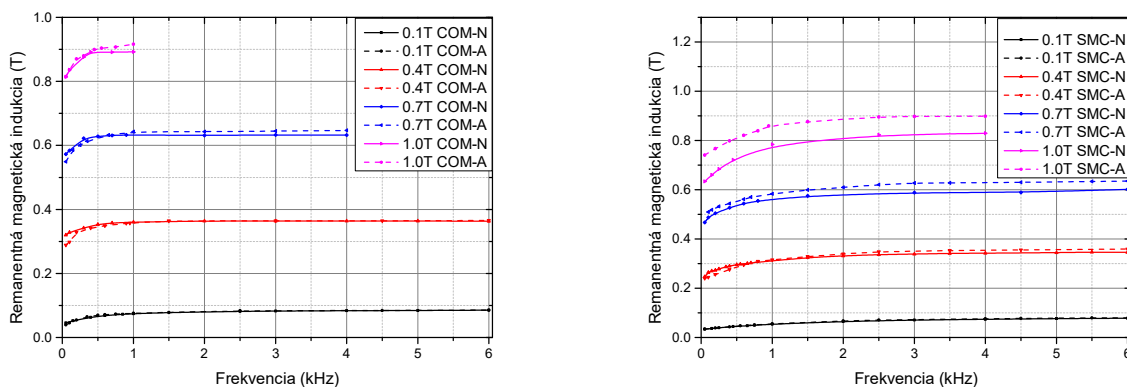 Remanentná magnetická indukcia (T)
1.0
0.8
0.6
0.4
0.2
0.0
0.1T COM-N
0.1T COM-A
0.4T COM-N
0.4T COM-A
0.7T COM-N
0.7T COM-A
1.0T COM-N
1.0T COM-A
0 1 2 3 4 5 6
Frekvencia (kHz)
Remanentná magnetická indukcia (T)
1.2
1.0
0.8
0.6
0.4
0.2
0.0
0.1T SMC-N
0.1T SMC-A
0.4T SMC-N
0.4T SMC-A
0.7T SMC-N
0.7T SMC-A
1.0T SMC-N
1.0T SMC-A
0 1 2 3 4 5 6
Frekvencia (kHz)